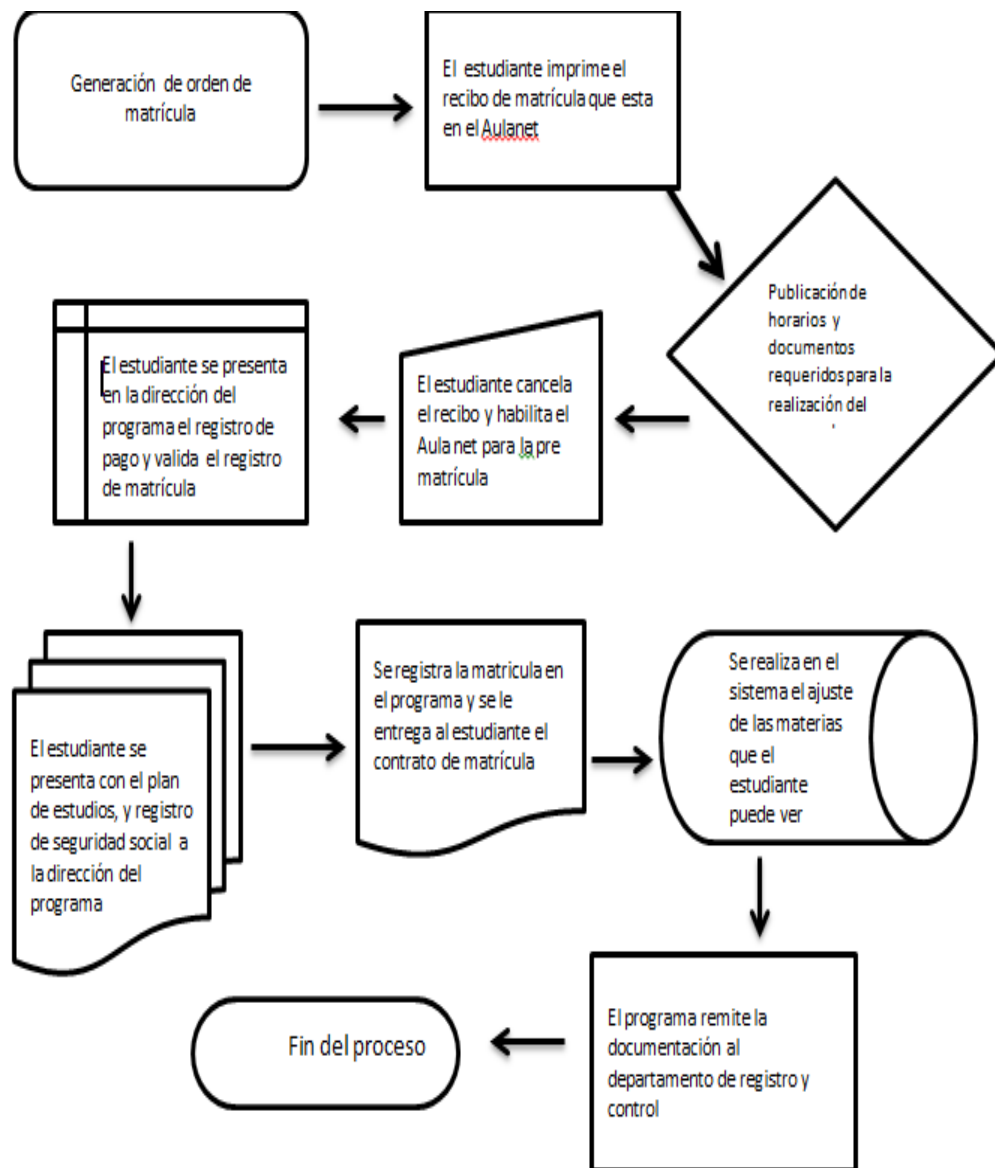 Generación de orden de
matrícula
El estudiante imprime el
recibo de matrícula que esta
en el Aulanet
Publicación de
horarios y
documentos
requeridos para la
realización del
El estudiante cancela
el recibo y habilita el
Aula net para la pre
matrícula
El estudiante se presenta
en la dirección del
programa el registro de
pago y valida el registro
de matrícula
El estudiante se
presenta con el plan
de estudios, y registro
de seguridad social a
la dirección del
programa
Se registra la matricula en
el programa y se le
entrega al estudiante el
contrato de matrícula
Se realiza en el
sistema el ajuste
de las materias
que el
estudiante
puede ver
El programa remite la
documentación al
departamento de registro y
control
Fin del proceso